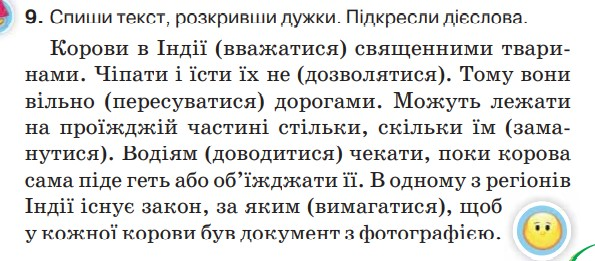 9. Спиши текст, розкривши дужки. Підкресли дієслова.
Корови в Індії (вважатися) священними твари-
нами. Чіпати і їсти їх не (дозволятися). Тому вони
вільно (пересуватися) дорогами. Можуть лежати
на проїжджій частині стільки, скільки їм (зама-
нутися). Водіям (доводитися) чекати, поки корова
сама піде геть або об’їжджати її. В одному з регіонів
Індії існує закон, за яким (вимагатися), щоб
у кожної корови був документ з фотографією.